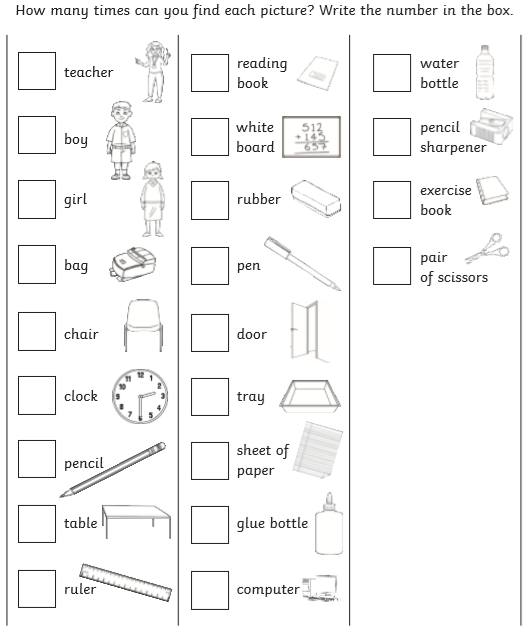 How many times can you find each picture? Write the number in the box.
teacher
boy
girl
bag
chair
clock
pencil
table
ruler
reading
book
white
board
512
+ 145
657
rubber
pen
door
tray
sheet of
paper
glue bottle
computer
water
bottle
pencil
sharpener
exercise
book
pair
of scissors